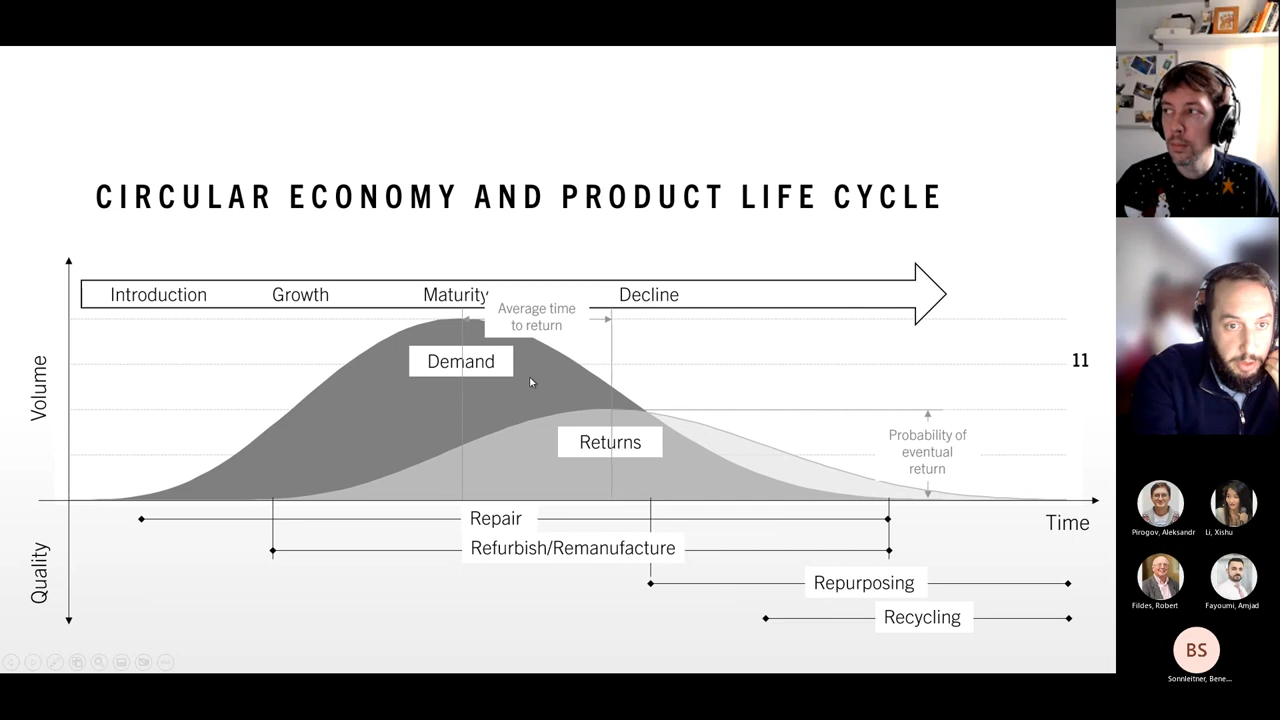 CIRCULAR ECONOMY AND PRODUCT LIFE CYCLE
Introduction
Growth
Maturity
Decline
Average time
to return
Demand
11
Volume
Returns
Probability of
eventual
return
Repair
Time
Refurbish/Remanufacture
Quality
Repurposing
Recycling
Pirogov, Aleksandr
Li, Xishu
Fildes, Robert
Fayoumi, Amjad
BS
Sonnleitner, Bene...